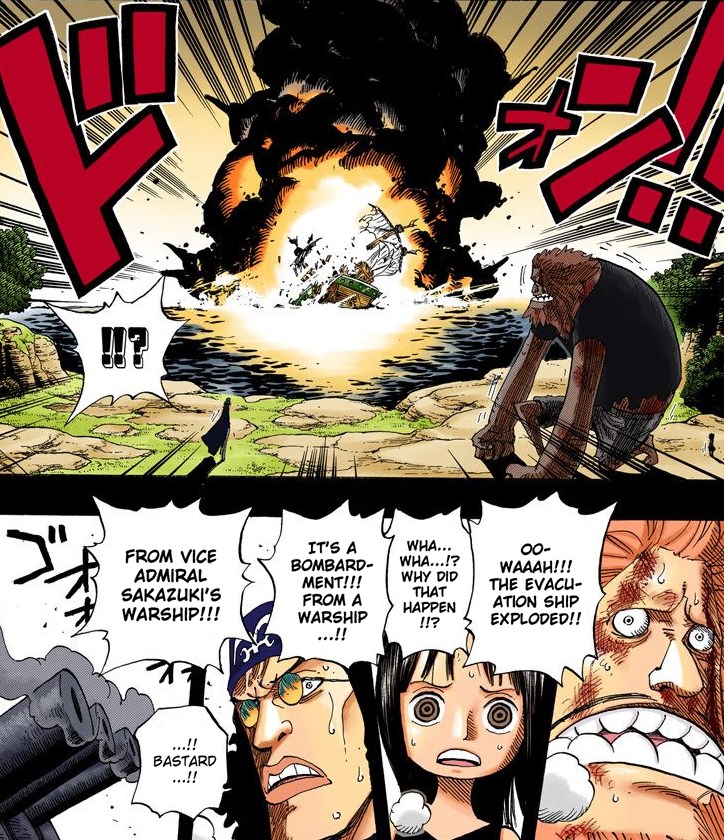 ドオン!!
!!?
OO-
WAAAH!!!
THE EVACU-
ATION SHIP
EXPLODED!!
WHA...
WHA...!?
WHY DID
THAT
HAPPEN
!!?
IT'S A
BOMBARD-
MENT!!!
FROM A
WARSHIP
...!!
FROM VICE
ADMIRAL
SAKAZUKI'S
WARSHIP!!!
ゴオ
...!!
BASTARD
...!!